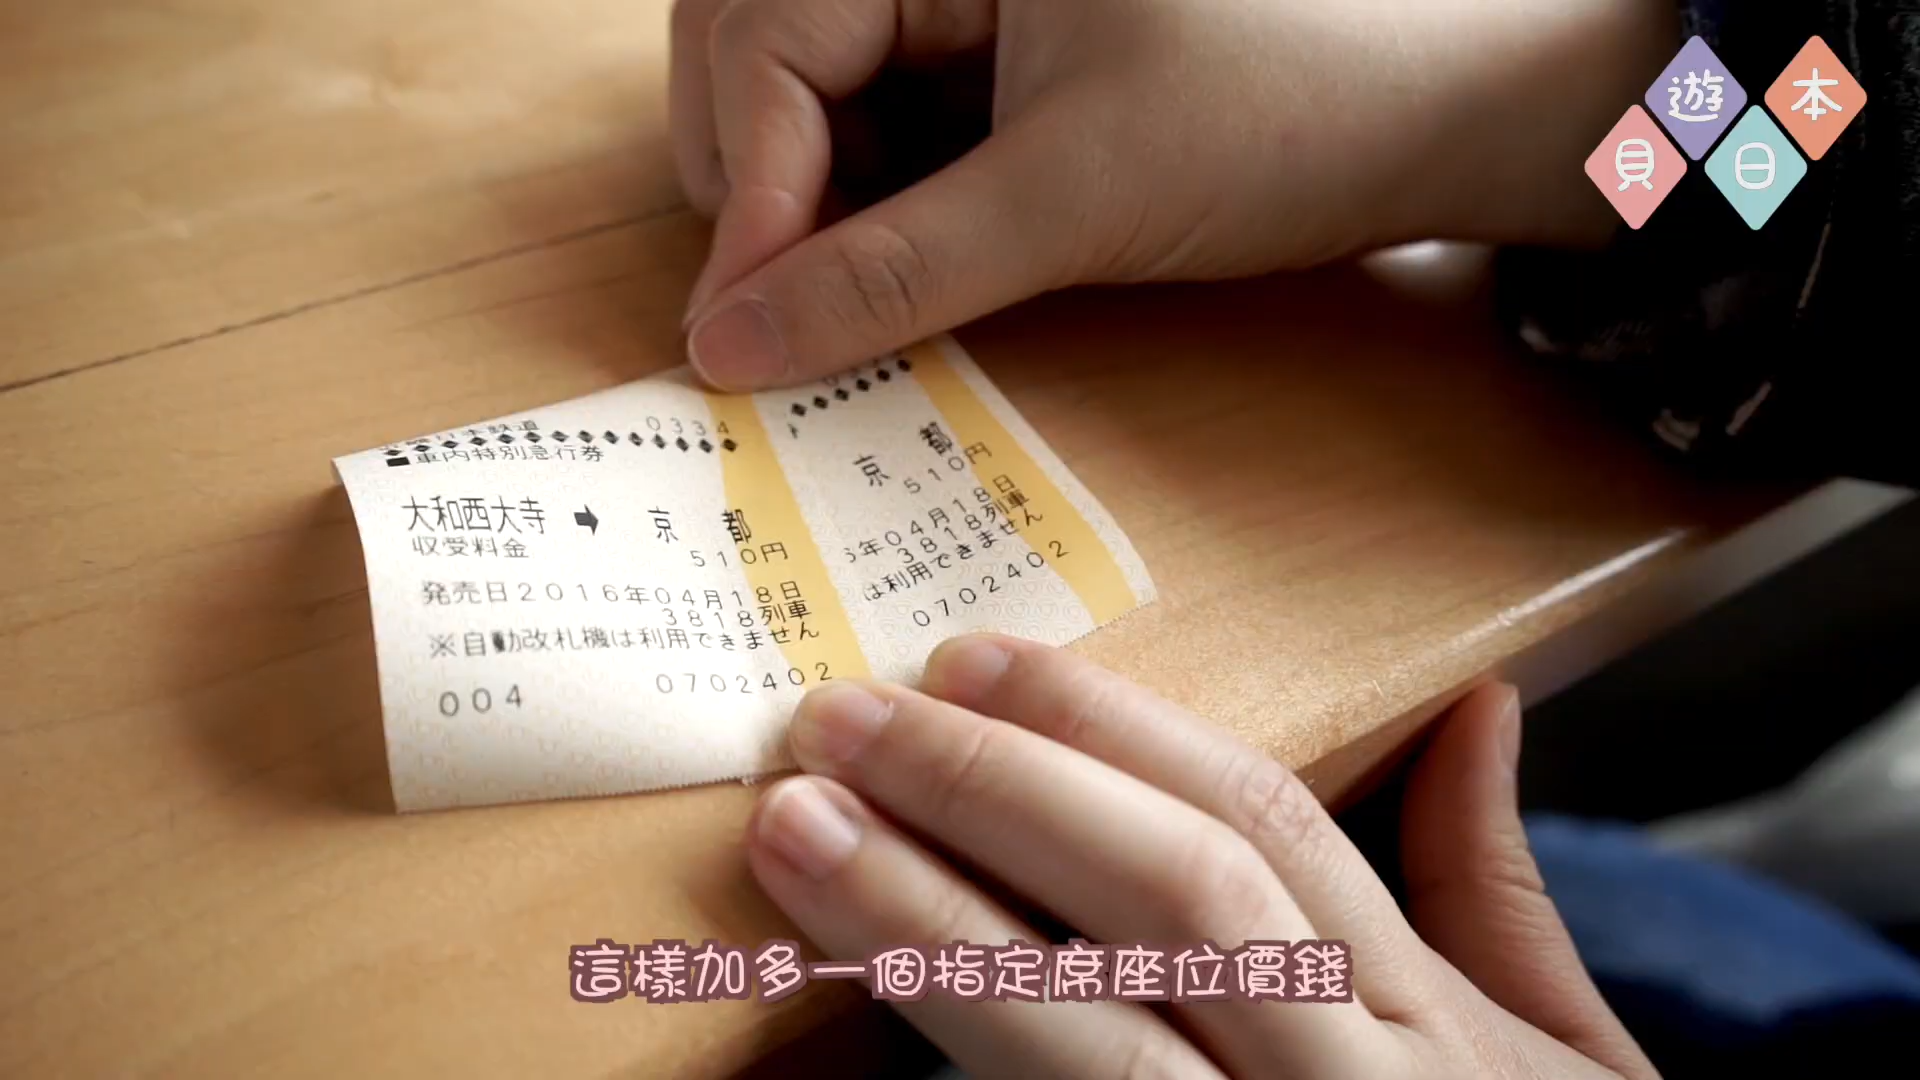 遊
本
貝
日
0334
■車内特別急行券
大和西大寺 ➡ 京都
収受料金
510円
発売日2016年04月18日
3818列車
※自動改札機は利用できません
004
0702402
京都
510円
年04月18日
3818列車
は利用できません
0702402
這樣加多一個指定席座位價錢